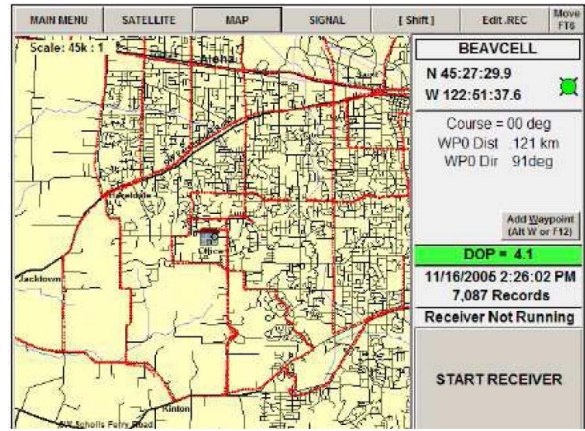 MAIN MENU SATELLITE MAP SIGNAL [ Shift ] Edit .REC Move FT6
Scale: 45k : 1
Aloha
Hazeldale
Office
Jacktown
Kinton
SW Scholls Ferry Road
BEAVCELL
N 45:27:29.9
W 122:51:37.6
Course = 00 deg
WP0 Dist .121 km
WP0 Dir 91deg
Add Waypoint
(Alt W or F12)
DOP = 4.1
11/16/2005 2:26:02 PM
7,087 Records
Receiver Not Running
START RECEIVER